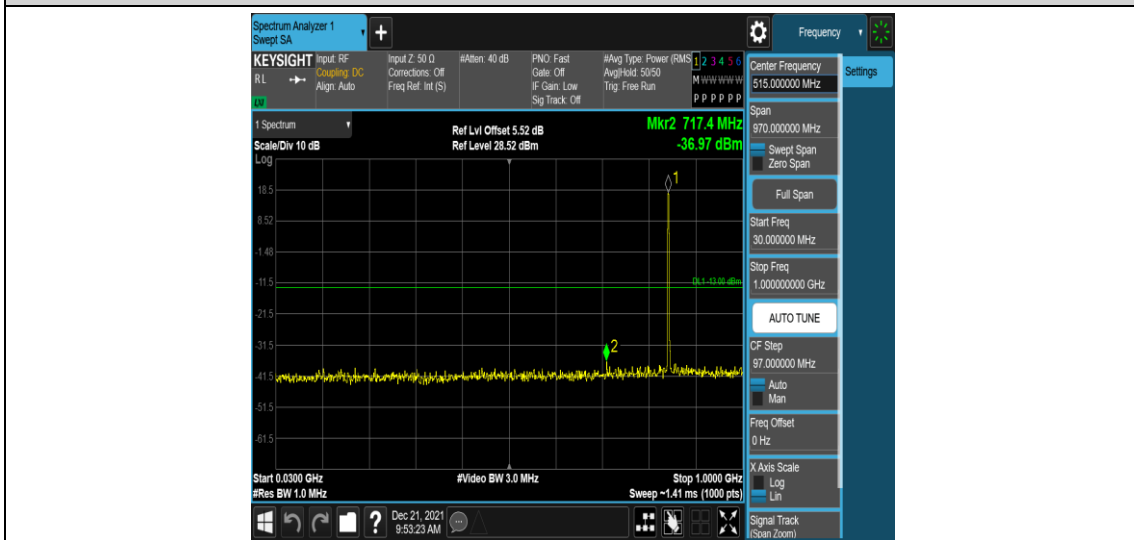 Spectrum Analyzer 1
Swept SA
+
Frequency
KEYSIGHT
RL
Input: RF
Coupling: DC
Align: Auto
Input Z: 50 Ω
Corrections: Off
Freq Ref: Int (S)
#Atten: 40 dB
PNO: Fast
Gate: Off
IF Gain: Low
Sig Track: Off
#Avg Type: Power (RMS
Avg|Hold: 50/50
Trig: Free Run
1 2 3 4 5 6
M W W W W W
P P P P P P
1 Spectrum
Scale/Div 10 dB
Ref Lvl Offset 5.52 dB
Ref Level 28.52 dBm
Mkr2 717.4 MHz
-36.97 dBm
Log
1
18.5
8.52
-1.48
-11.5
DL1 -13.00 dBm
-21.5
-31.5
2
-41.5
-51.5
-61.5
Start 0.0300 GHz
#Res BW 1.0 MHz
#Video BW 3.0 MHz
Stop 1.0000 GHz
Sweep ~1.41 ms (1000 pts)
?
Dec 21, 2021
9:53:23 AM
Center Frequency
515.000000 MHz
Settings
Span
970.000000 MHz
Swept Span
Zero Span
Full Span
Start Freq
30.000000 MHz
Stop Freq
1.000000000 GHz
AUTO TUNE
CF Step
97.000000 MHz
Auto
Man
Freq Offset
0 Hz
X Axis Scale
Log
Lin
Signal Track
(Span Zoom)